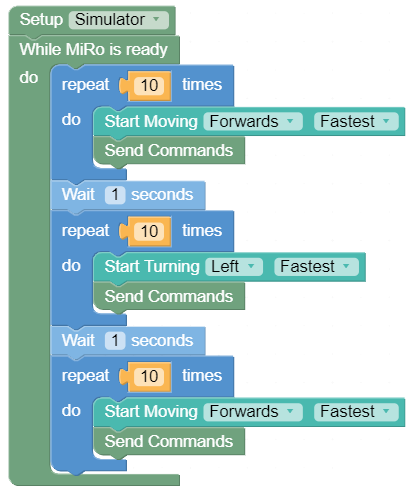 Setup Simulator
While MiRo is ready
do repeat 10 times
do Start Moving Forwards Fastest
Send Commands
Wait 1 seconds
repeat 10 times
do Start Turning Left Fastest
Send Commands
Wait 1 seconds
repeat 10 times
do Start Moving Forwards Fastest
Send Commands